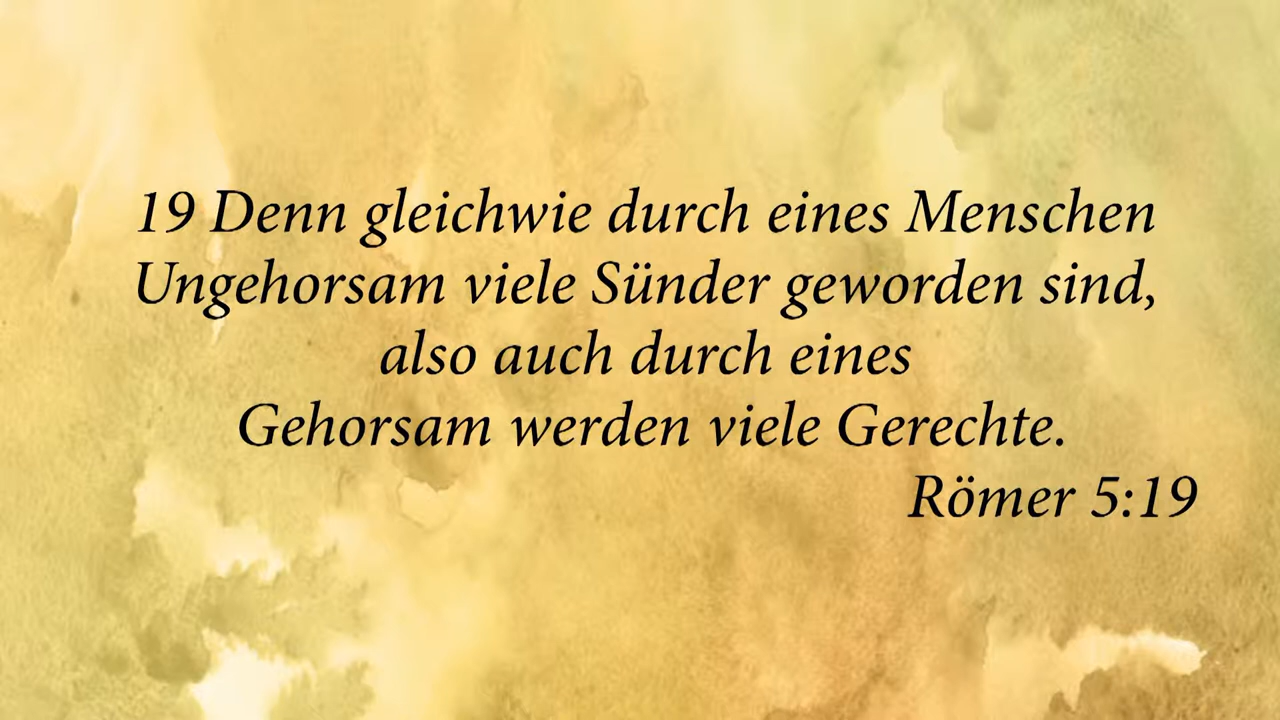 19 Denn gleichwie durch eines Menschen
Ungehorsam viele Sünder geworden sind,
also auch durch eines
Gehorsam werden viele Gerechte.
Römer 5:19